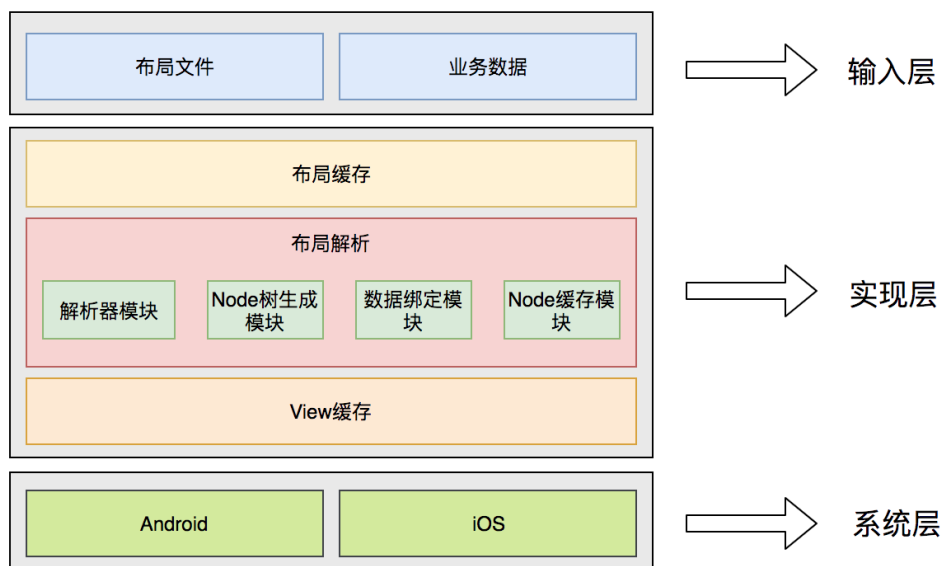 布局文件
业务数据
输入层
布局缓存
布局解析
解析器模块
Node树生成
模块
数据绑定模
块
Node缓存模
块
实现层
View缓存
Android
iOS
系统层